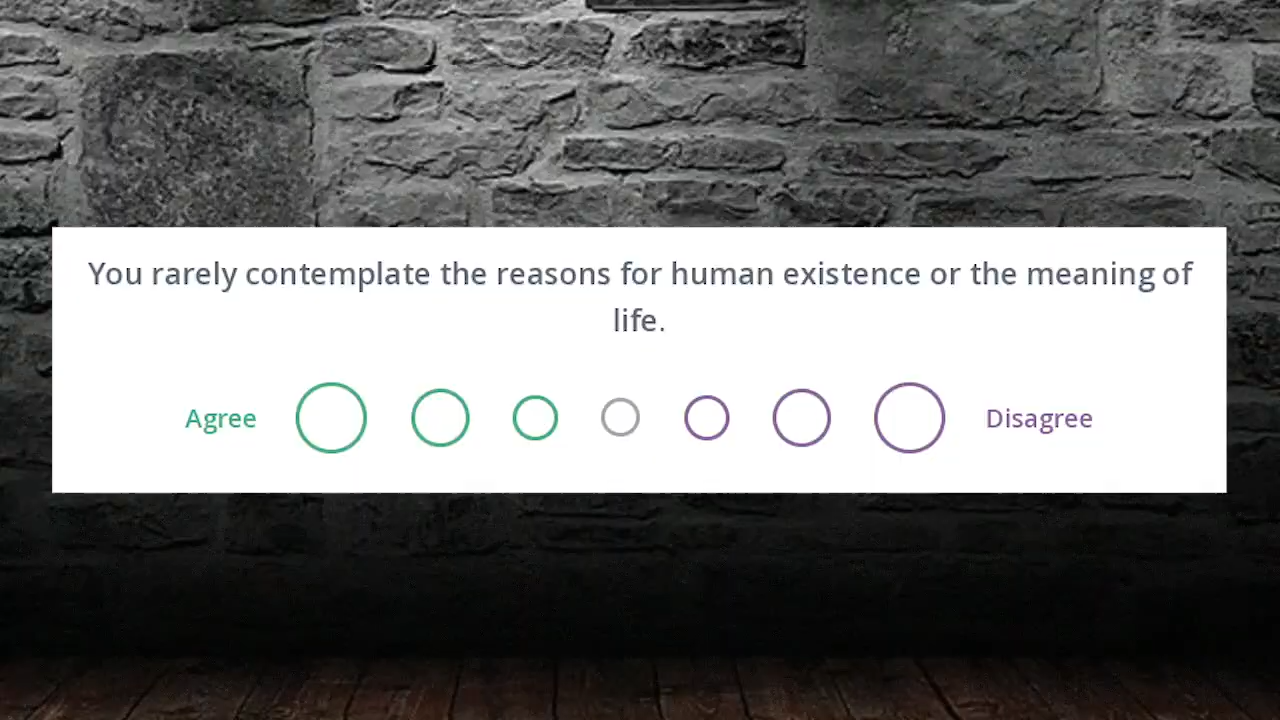 You rarely contemplate the reasons for human existence or the meaning of
life.
Agree Disagree